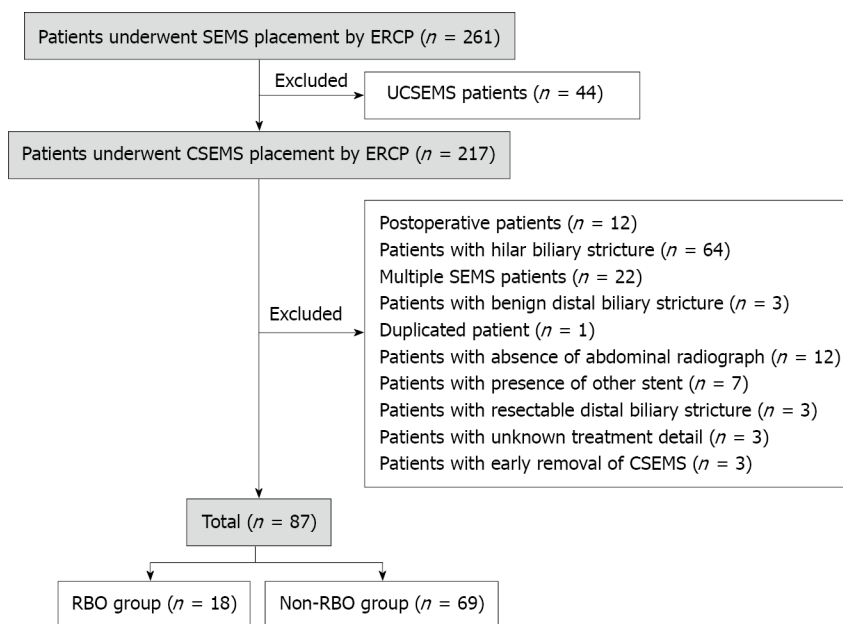 Patients underwent SEMS placement by ERCP (n = 261)
Excluded
UCSEMS patients (n = 44)
Patients underwent CSEMS placement by ERCP (n = 217)
Excluded
Postoperative patients (n = 12)
Patients with hilar biliary stricture (n = 64)
Multiple SEMS patients (n = 22)
Patients with benign distal biliary stricture (n = 3)
Duplicated patient (n = 1)
Patients with absence of abdominal radiograph (n = 12)
Patients with presence of other stent (n = 7)
Patients with resectable distal biliary stricture (n = 3)
Patients with unknown treatment detail (n = 3)
Patients with early removal of CSEMS (n = 3)
Total (n = 87)
RBO group (n = 18)
Non-RBO group (n = 69)